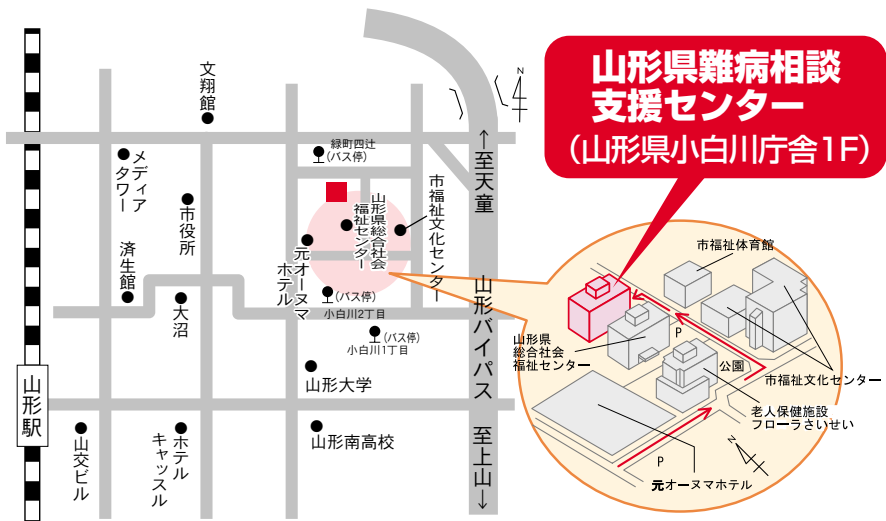 山形県難病相談
支援センター
(山形県小白川庁舎1F)
N
文翔館
緑町四辻
(バス停)
←至天童
メディア
タワー
市役所
済生館
大沼
山形県総合社会
福祉センター
市福祉文化センター
元オーヌマ
ホテル
(バス停)
小白川2丁目
(バス停)
小白川1丁目
山形バイパス
山形大学
山形駅
山交ビル
ホテル
キャッスル
山形南高校
至上山→
市福祉体育館
P
山形県
総合社会
福祉センター
公園
市福祉文化センター
老人保健施設
フローラさいせい
P
N
元オーヌマホテル